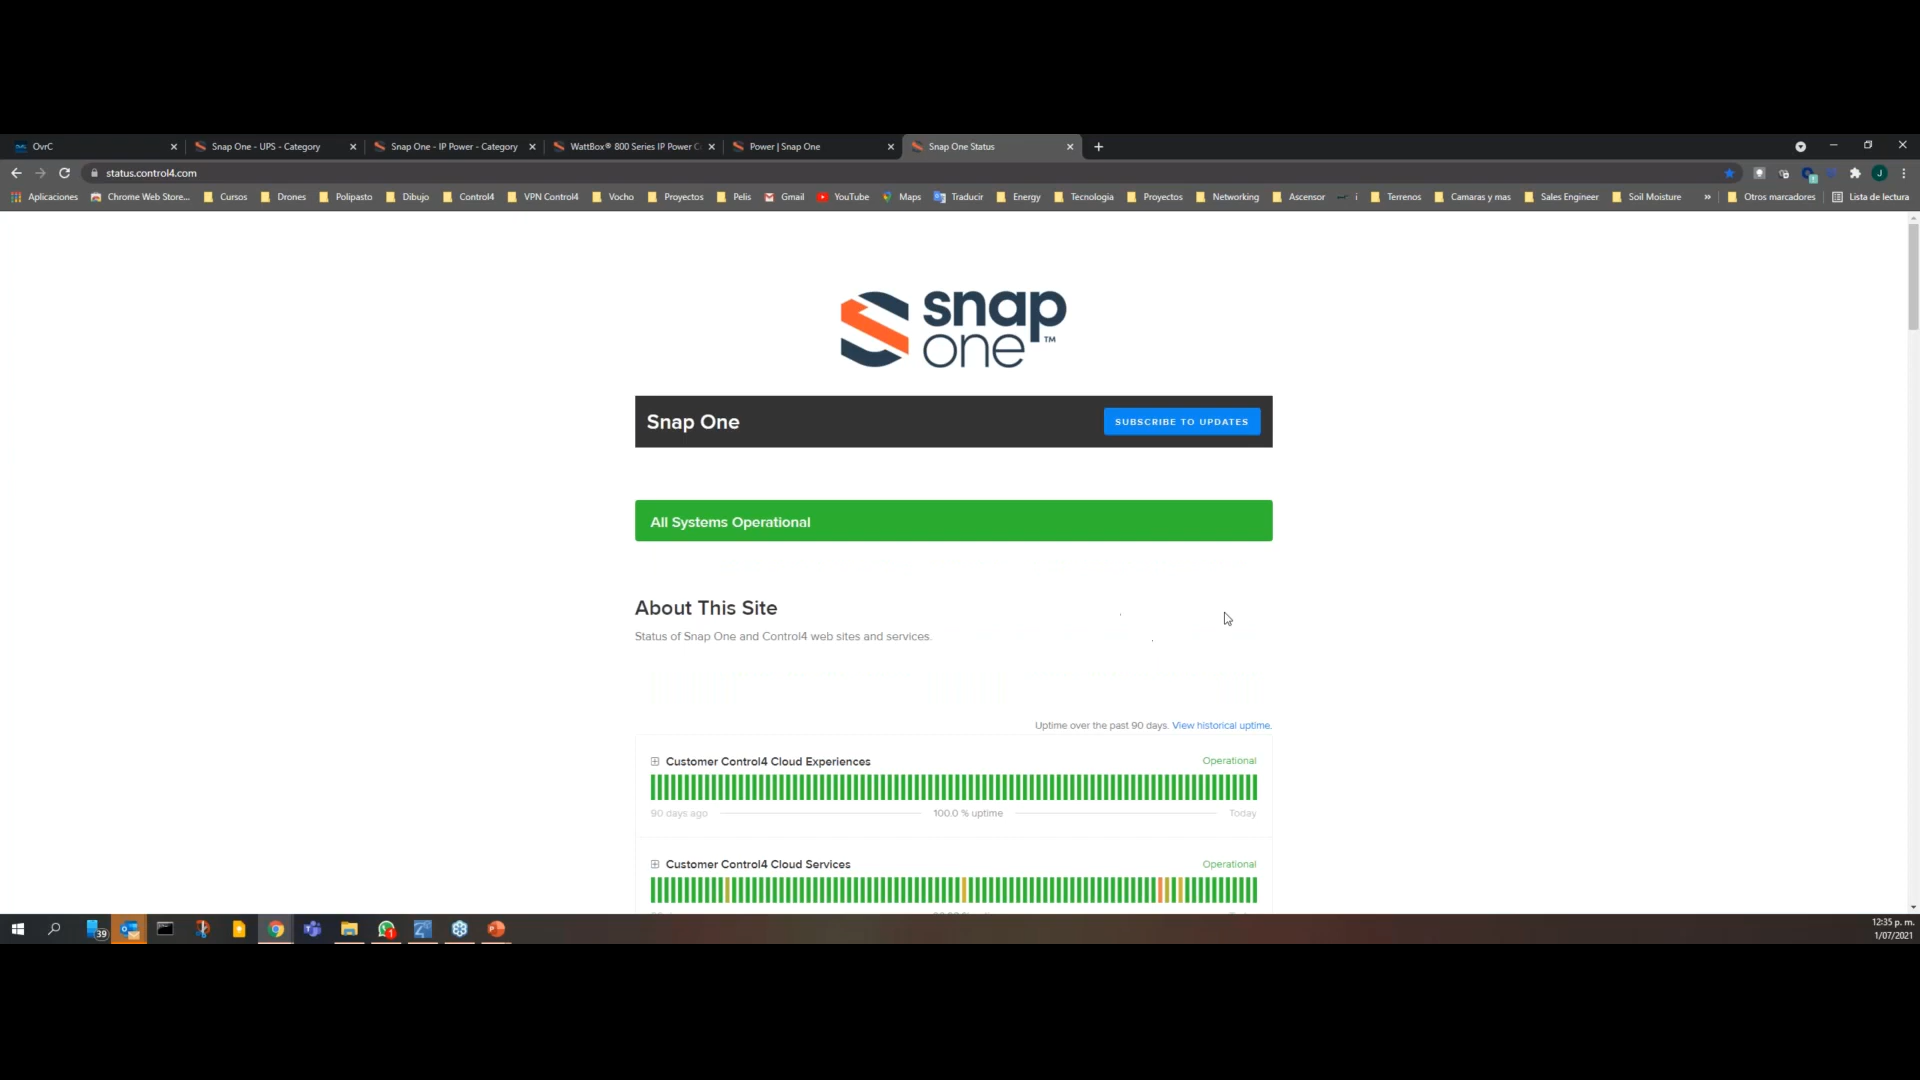 OvrC
Snap One - UPS - Category
Snap One - IP Power - Category
WattBox® 800 Series IP Power C
Power | Snap One
Snap One Status
status.control4.com
J
Aplicaciones
Chrome Web Store...
Cursos
Drones
Polipasto
Dibujo
Control4
VPN Control4
Vocho
Proyectos
Pelis
Gmail
YouTube
Maps
Traducir
Energy
Tecnologia
Proyectos
Networking
Ascensor
i
Terrenos
Camaras y mas
Sales Engineer
Soil Moisture
»
Otros marcadores
Lista de lectura
snap
one™
Snap One
SUBSCRIBE TO UPDATES
All Systems Operational
About This Site
Status of Snap One and Control4 web sites and services.
Uptime over the past 90 days. View historical uptime.
Customer Control4 Cloud Experiences
Operational
90 days ago
100.0 % uptime
Today
Customer Control4 Cloud Services
Operational
39
1
12:35 p. m.
1/07/2021